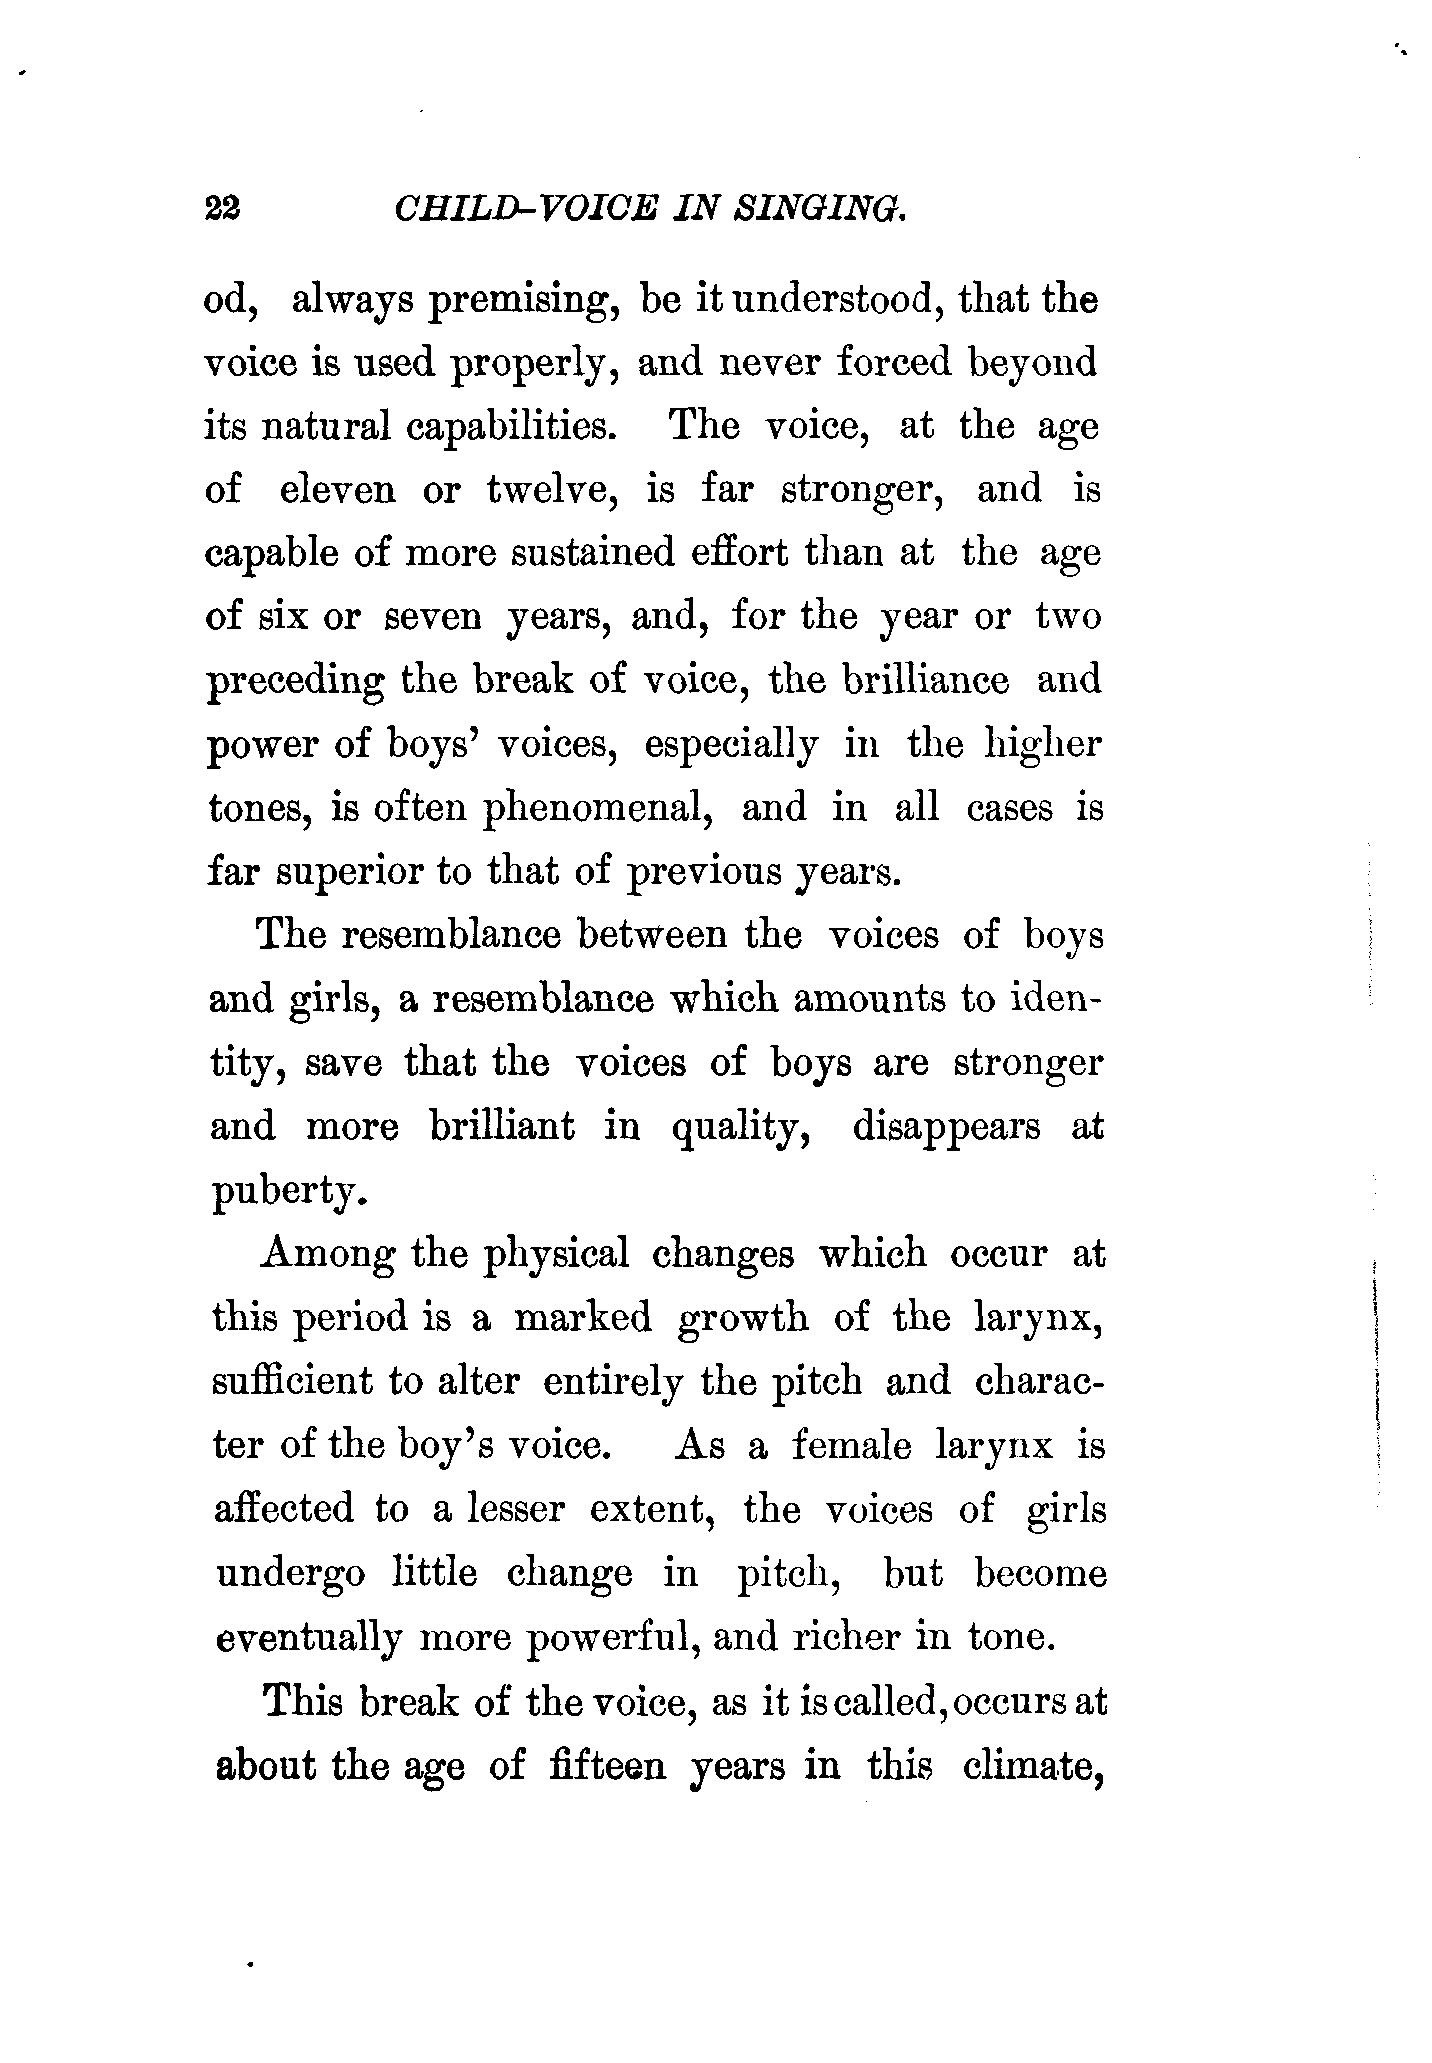 22 CHILD-VOICE IN SINGING.
od, always premising, be it understood, that the
voice is used properly, and never forced beyond
its natural capabilities. The voice, at the age
of eleven or twelve, is far stronger, and is
capable of more sustained effort than at the age
of six or seven years, and, for the year or two
preceding the break of voice, the brilliance and
power of boys' voices, especially in the higher
tones, is often phenomenal, and in all cases is
far superior to that of previous years.
The resemblance between the voices of boys
and girls, a resemblance which amounts to iden-
tity, save that the voices of boys are stronger
and more brilliant in quality, disappears at
puberty.
Among the physical changes which occur at
this period is a marked growth of the larynx,
sufficient to alter entirely the pitch and charac-
ter of the boy's voice. As a female larynx is
affected to a lesser extent, the voices of girls
undergo little change in pitch, but become
eventually more powerful, and richer in tone.
This break of the voice, as it is called, occurs at
about the age of fifteen years in this climate,